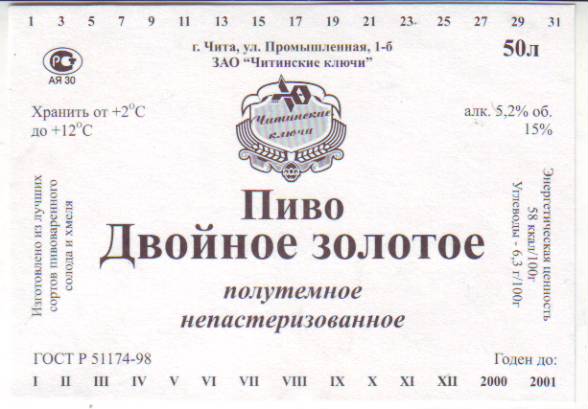 1 3 5 7 9 11 13 15 17 19 21 23 25 27 29 31
г. Чита, ул. Промышленная, 1-б
ЗАО “Читинские ключи”
50л
РС
АЯ 30
Хранить от +2°С
до +12°С
Читинские
ключи
алк. 5,2% об.
15%
Изготовлено из лучших
сортов пивоваренного
солода и хмеля
Пиво
Двойное золотое
полутемное
непастеризованное
Энергетическая ценность
58 ккал/100г
Углеводы - 6,3 г/100г
ГОСТ Р 51174-98
Годен до:
I II III IV V VI VII VIII IX X XI XII 2000 2001